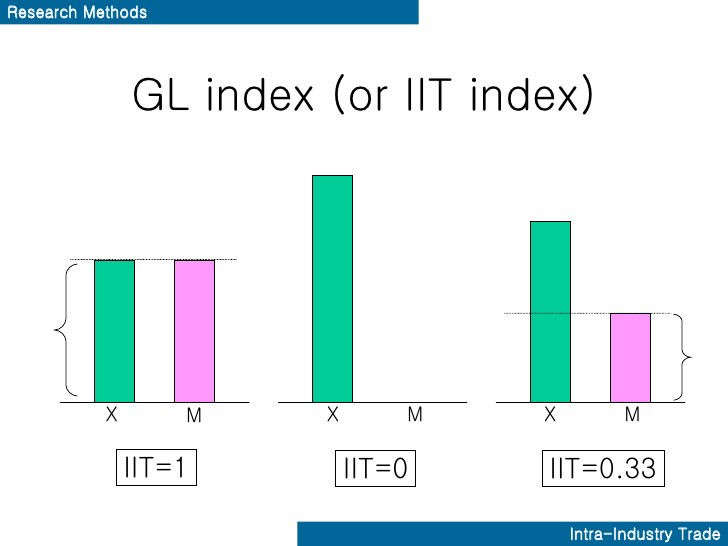 Research Methods
GL index (or IIT index)
X M X M X M
IIT=1 IIT=0 IIT=0.33
Intra-Industry Trade